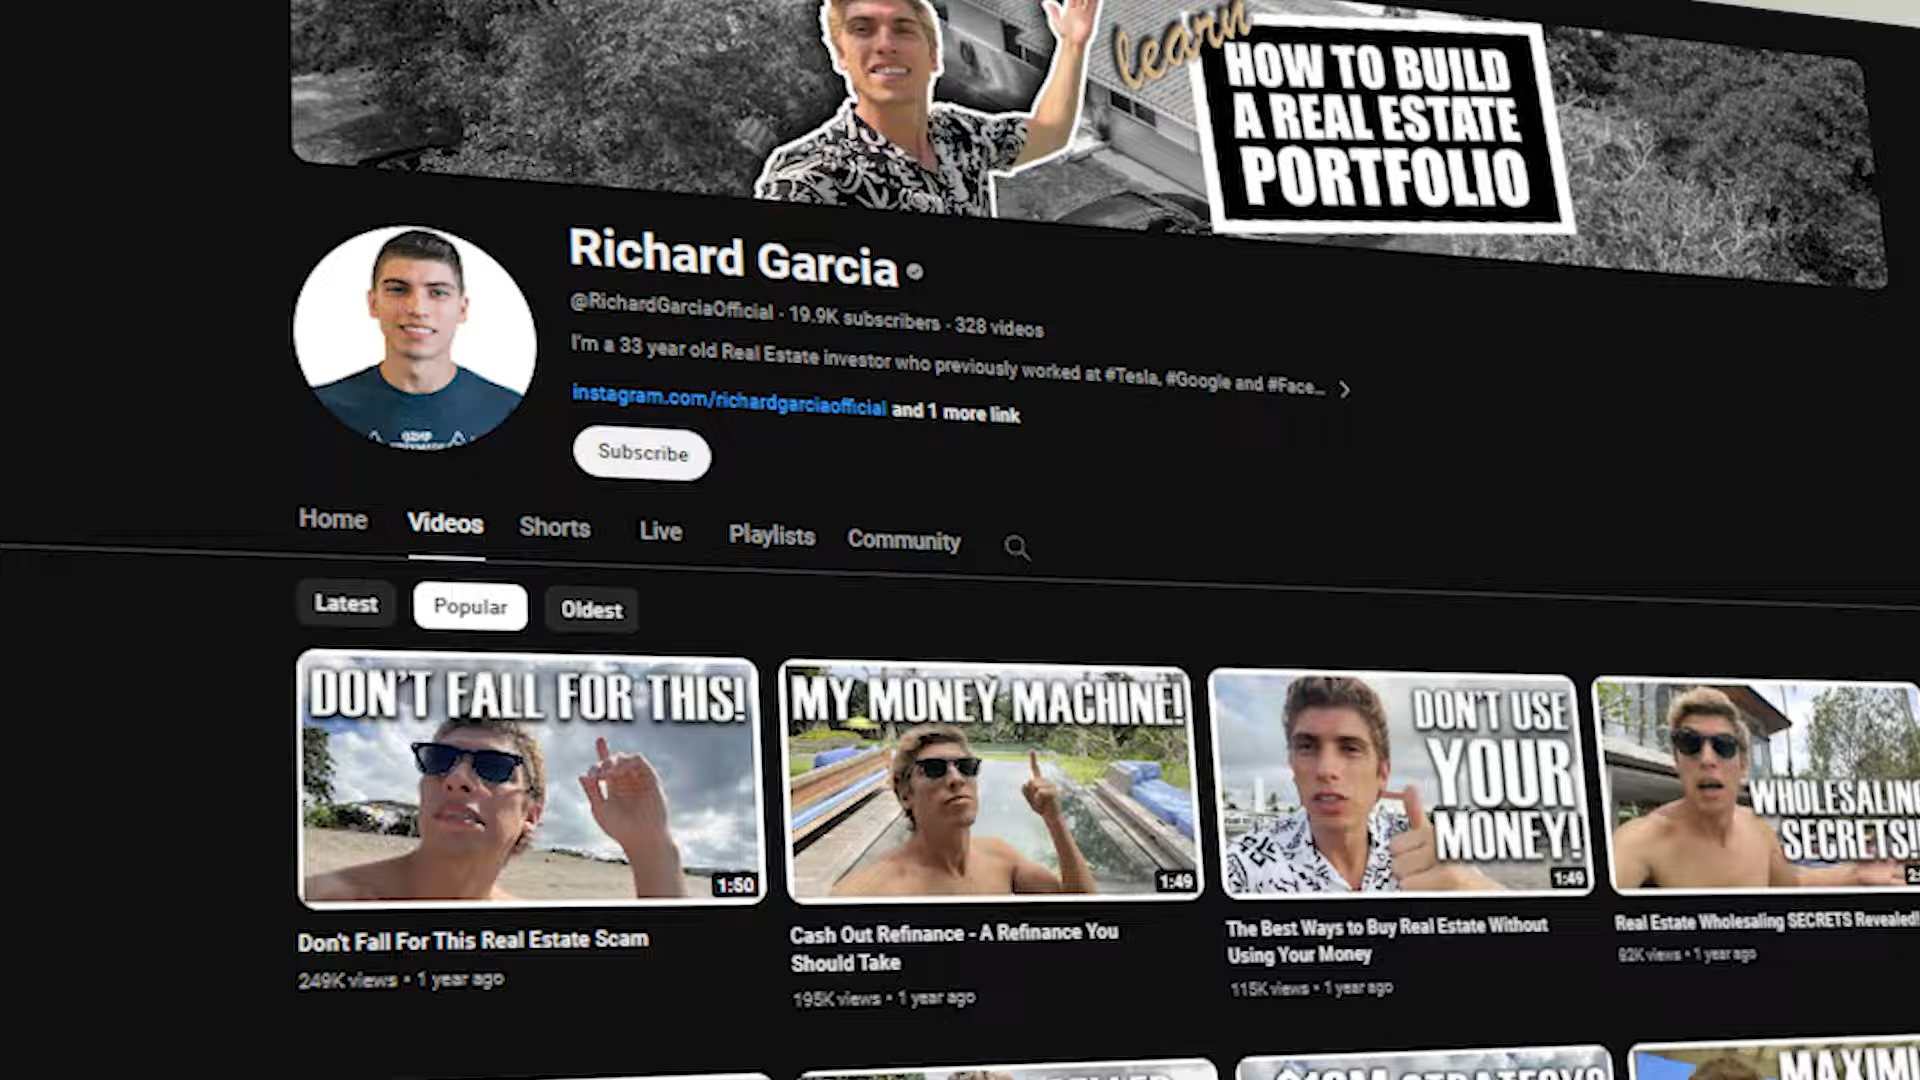 learn
HOW TO BUILD
A REAL ESTATE
PORTFOLIO
Richard Garcia
@RichardGarciaOfficial · 19.9K subscribers · 328 videos
I'm a 33 year old Real Estate investor who previously worked at #Tesla, #Google and #Face...
instagram.com/richardgarciaofficial and 1 more link
Subscribe
Home Videos Shorts Live Playlists Community
Latest Popular Oldest
DON'T FALL FOR THIS!
1:50
MY MONEY MACHINE!
1:49
DON'T USE
YOUR
MONEY!
1:49
WHOLESALING
SECRETS!!
Don't Fall For This Real Estate Scam
249K views • 1 year ago
Cash Out Refinance - A Refinance You
Should Take
195K views • 1 year ago
The Best Ways to Buy Real Estate Without
Using Your Money
115K views • 1 year ago
Real Estate Wholesaling SECRETS Revealed!
82K views • 1 year ago